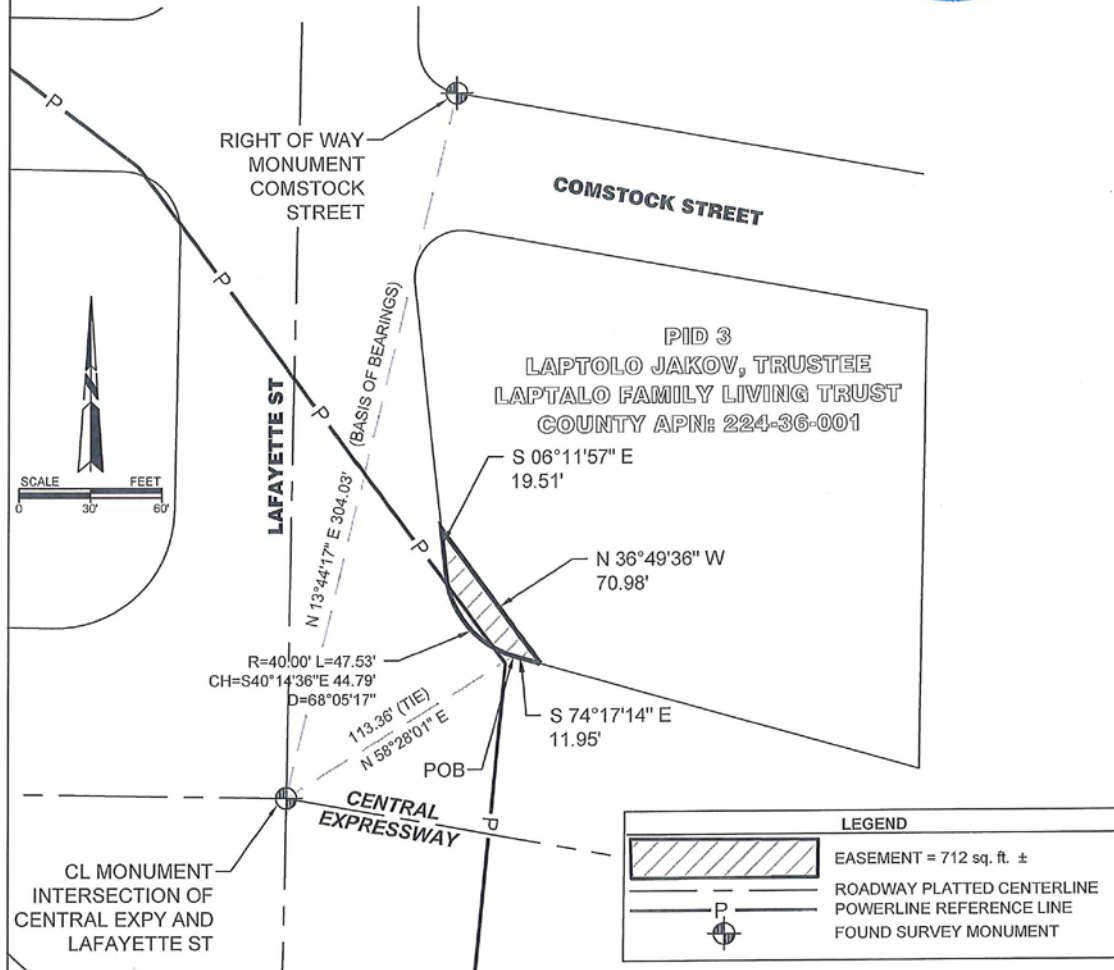 RIGHT OF WAY
MONUMENT
COMSTOCK
STREET
COMSTOCK STREET
P
P
P
P
P
N
SCALE FEET
0 30' 60'
LAFAYETTE ST
(BASIS OF BEARINGS)
N 13°44'17" E 304.03'
PID 3
LAPTOLO JAKOV, TRUSTEE
LAPTALO FAMILY LIVING TRUST
COUNTY APN: 224-36-001
S 06°11'57" E
19.51'
N 36°49'36" W
70.98'
R=40.00' L=47.53'
CH=S40°14'36"E 44.79'
D=68°05'17"
113.36' (TIE)
N 58°28'01" E
S 74°17'14" E
11.95'
POB
CENTRAL
EXPRESSWAY
CL MONUMENT
INTERSECTION OF
CENTRAL EXPY AND
LAFAYETTE ST
LEGEND
EASEMENT = 712 sq. ft. ±
ROADWAY PLATTED CENTERLINE
P POWERLINE REFERENCE LINE
FOUND SURVEY MONUMENT